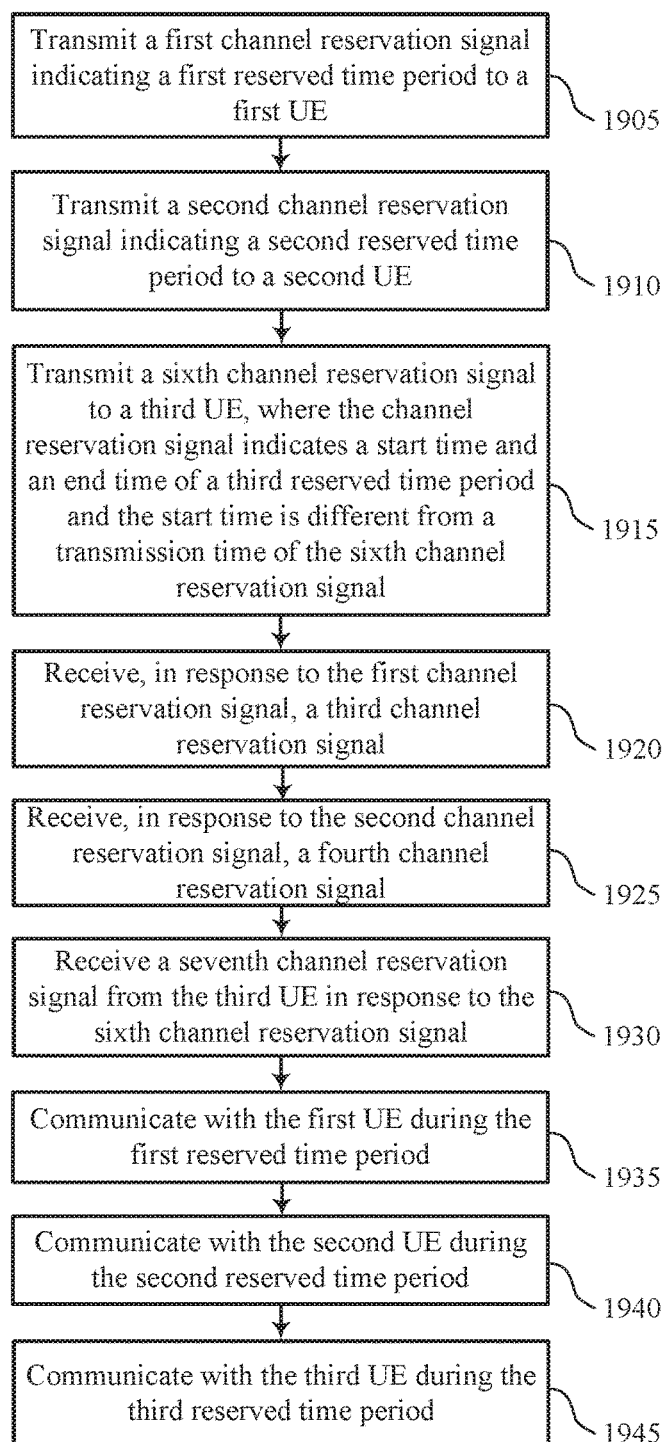 Transmit a first channel reservation signal
indicating a first reserved time period to a
first UE
1905
Transmit a second channel reservation
signal indicating a second reserved time
period to a second UE
1910
Transmit a sixth channel reservation signal
to a third UE, where the channel
reservation signal indicates a start time and
an end time of a third reserved time period
and the start time is different from a
transmission time of the sixth channel
reservation signal
1915
Receive, in response to the first channel
reservation signal, a third channel
reservation signal
1920
Receive, in response to the second channel
reservation signal, a fourth channel
reservation signal
1925
Receive a seventh channel reservation
signal from the third UE in response to the
sixth channel reservation signal
1930
Communicate with the first UE during the
first reserved time period
1935
Communicate with the second UE during
the second reserved time period
1940
Communicate with the third UE during the
third reserved time period
1945